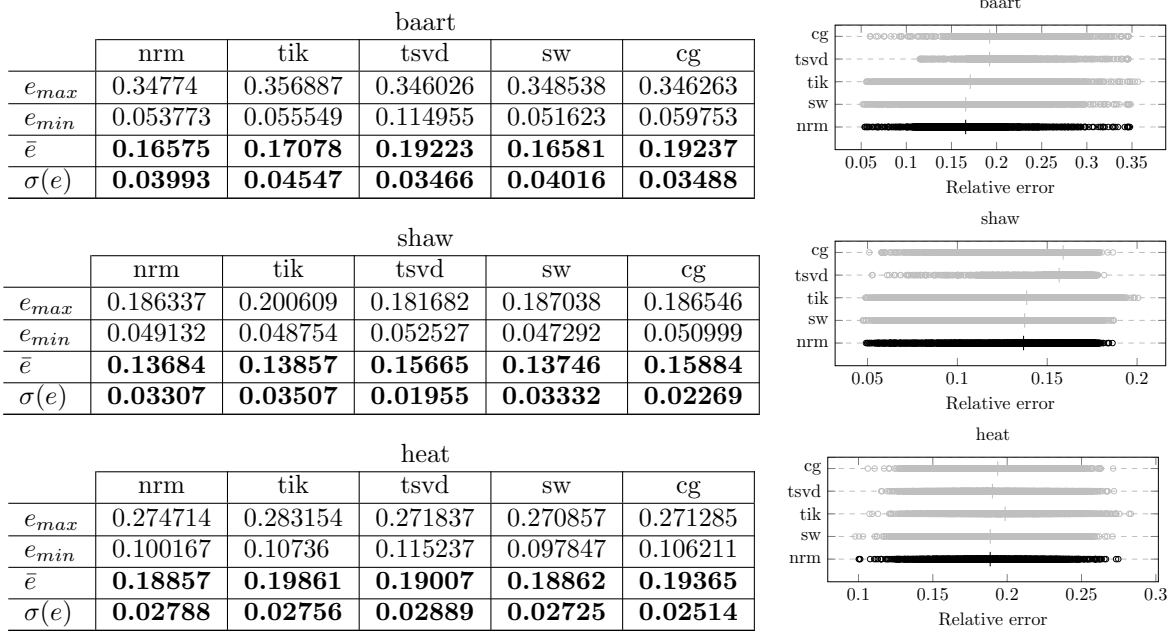 baart
nrm tik tsvd sw cg
e_max 0.34774 0.356887 0.346026 0.348538 0.346263
e_min 0.053773 0.055549 0.114955 0.051623 0.059753
ē 0.16575 0.17078 0.19223 0.16581 0.19237
σ(e) 0.03993 0.04547 0.03466 0.04016 0.03488
baart
cg
tsvd
tik
sw
nrm
0.05 0.1 0.15 0.2 0.25 0.3 0.35
Relative error
shaw
nrm tik tsvd sw cg
e_max 0.186337 0.200609 0.181682 0.187038 0.186546
e_min 0.049132 0.048754 0.052527 0.047292 0.050999
ē 0.13684 0.13857 0.15665 0.13746 0.15884
σ(e) 0.03307 0.03507 0.01955 0.03332 0.02269
shaw
cg
tsvd
tik
sw
nrm
0.05 0.1 0.15 0.2
Relative error
heat
nrm tik tsvd sw cg
e_max 0.274714 0.283154 0.271837 0.270857 0.271285
e_min 0.100167 0.10736 0.115237 0.097847 0.106211
ē 0.18857 0.19861 0.19007 0.18862 0.19365
σ(e) 0.02788 0.02756 0.02889 0.02725 0.02514
heat
cg
tsvd
tik
sw
nrm
0.1 0.15 0.2 0.25 0.3
Relative error